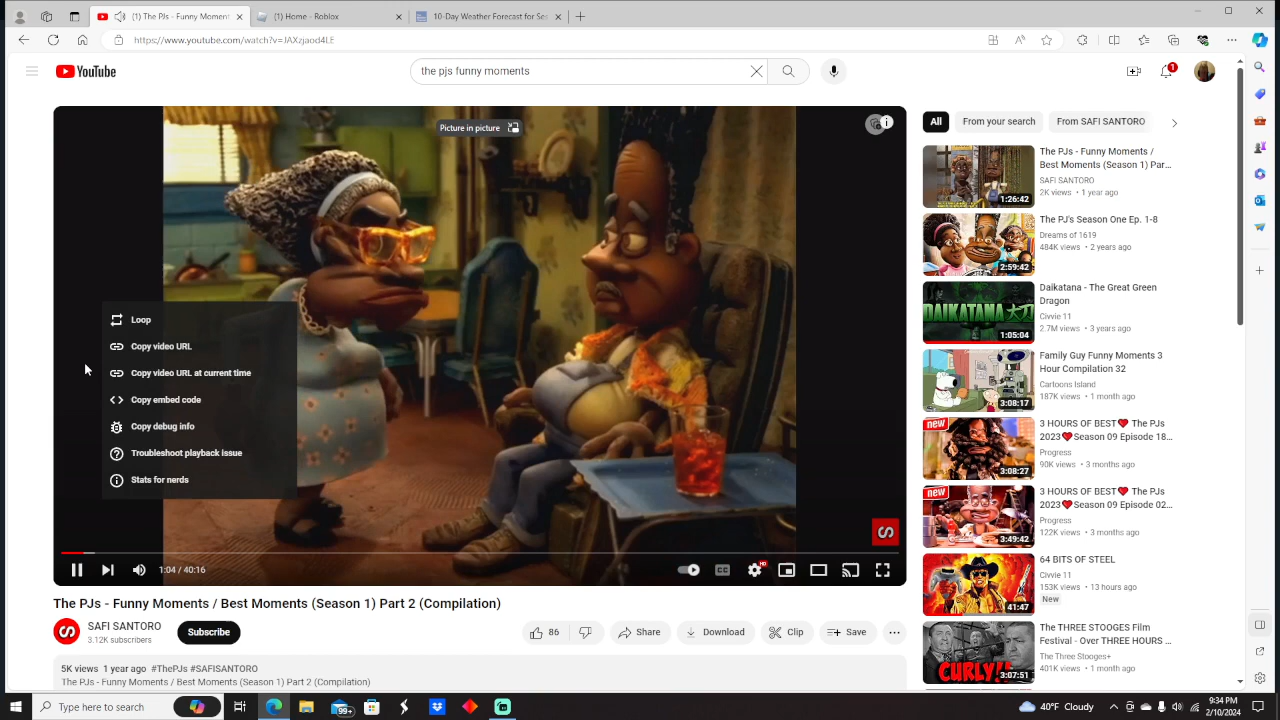 (1) The PJs - Funny Moment
(1) Home - Roblox
10-Day Weather Forecast for Ses
https://www.youtube.com/watch?v=JAXzjaod4LE
YouTube
the pjs funny moments
1
Picture in picture
Loop
Copy video URL
Copy video URL at current time
Copy embed code
Copy debug info
Troubleshoot playback issue
Stats for nerds
1:04 / 40:16
CC
HD
The PJs - Funny Moments / Best Moments (Season 1) Part 2 (Compilation)
SAFI SANTORO
3.12K subscribers
Subscribe
86
Share
Download
Clip
Save
5K views 1 year ago #ThePJs #SAFISANTORO
The PJs - Funny Moments / Best Moments (Season 1) Part 2 (Compilation)
All
From your search
From SAFI SANTORO
1:26:42
The PJs - Funny Moments /
Best Moments (Season 1) Par...
SAFI SANTORO
2K views • 1 year ago
2:59:42
The PJ's Season One Ep. 1-8
Dreams of 1619
484K views • 2 years ago
DAIKATANA 大刀
1:05:04
Daikatana - The Great Green
Dragon
Civvie 11
2.7M views • 3 years ago
3:08:17
Family Guy Funny Moments 3
Hour Compilation 32
Cartoons Island
187K views • 1 month ago
new
3:08:27
3 HOURS OF BEST❤️ The PJs
2023❤️Season 09 Episode 18...
Progress
90K views • 3 months ago
new
3:49:42
3 HOURS OF BEST❤️ The PJs
2023❤️Season 09 Episode 02...
Progress
122K views • 3 months ago
41:47
64 BITS OF STEEL
Civvie 11
153K views • 13 hours ago
New
CURLY!!
3:07:51
The THREE STOOGES Film
Festival - Over THREE HOURS ...
The Three Stooges+
401K views • 1 month ago
Type here to search
99+
40°F Cloudy
9:34 PM
2/10/2024